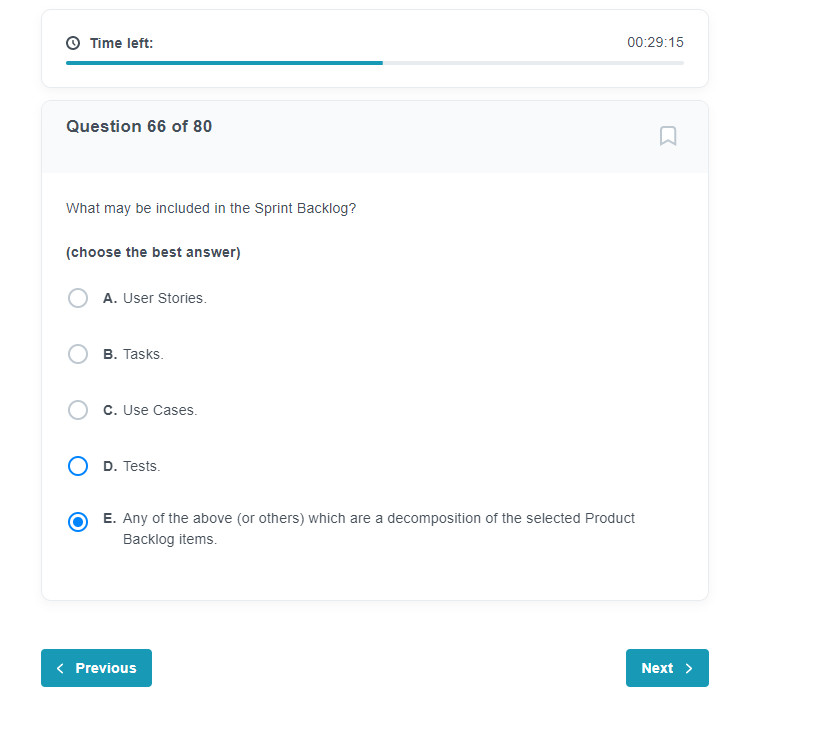 Time left:
00:29:15
Question 66 of 80
What may be included in the Sprint Backlog?
(choose the best answer)
A. User Stories.
B. Tasks.
C. Use Cases.
D. Tests.
E. Any of the above (or others) which are a decomposition of the selected Product
Backlog items.
Previous
Next